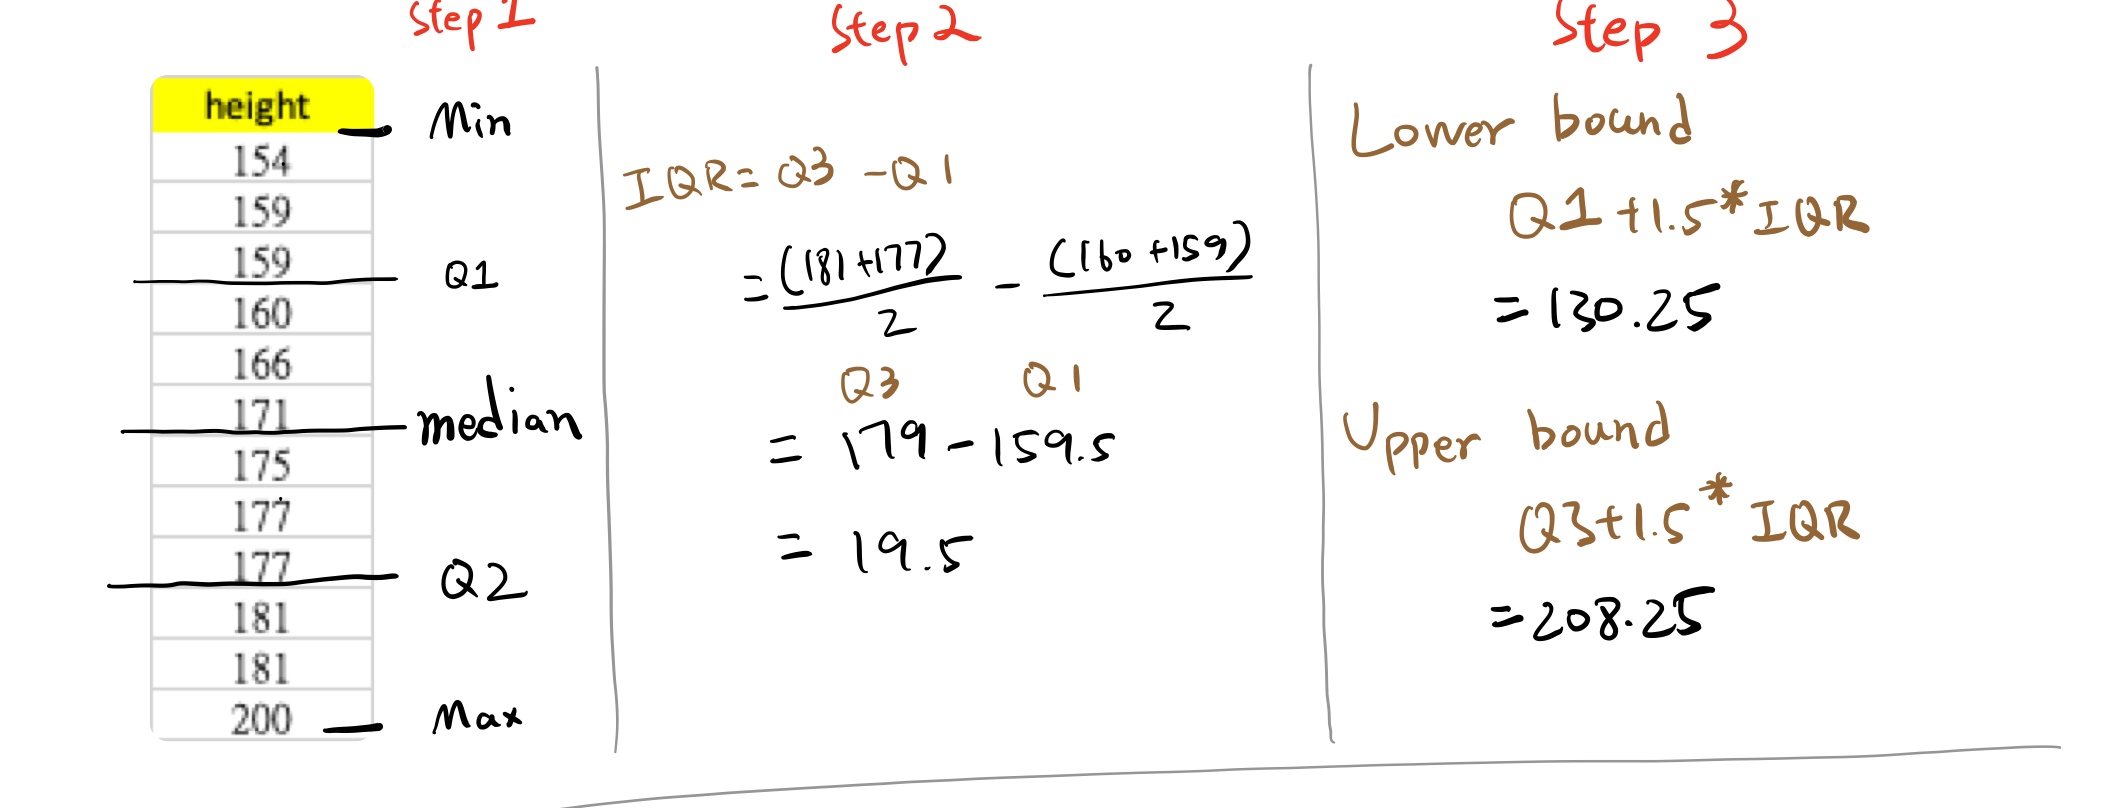 Step 1
height
Min
154
159
159
Q1
160
166
171
median
175
177
177
Q2
181
181
200
Max
Step 2
IQR = Q3 - Q1
= (181+177)/2 - (160+159)/2
Q3 Q1
= 179 - 159.5
= 19.5
Step 3
Lower bound
Q1 + 1.5 * IQR
= 130.25
Upper bound
Q3 + 1.5 * IQR
= 208.25